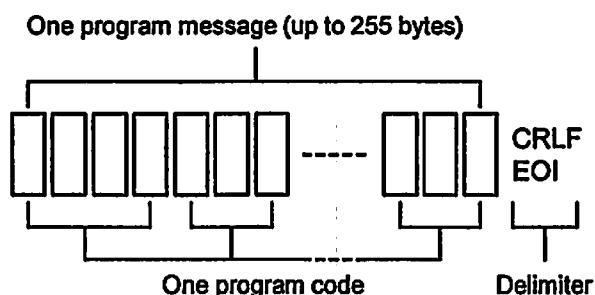 One program message (up to 255 bytes)
CRLF
EOI
One program code
Delimiter